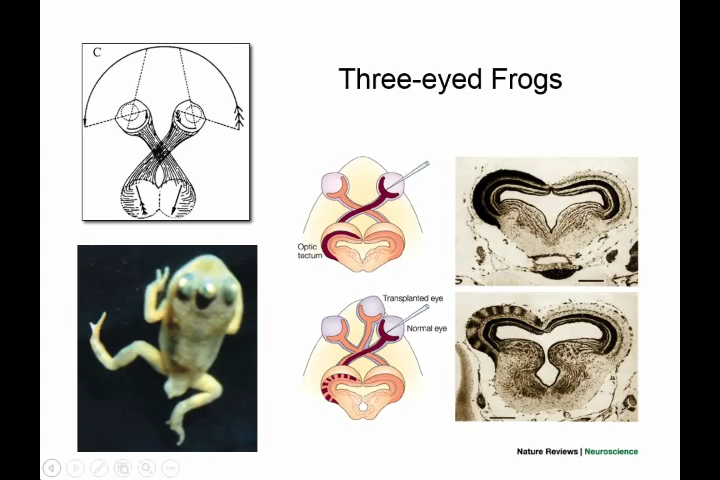 C
Three-eyed Frogs
Optic
tectum
Transplanted eye
Normal eye
Nature Reviews | Neuroscience